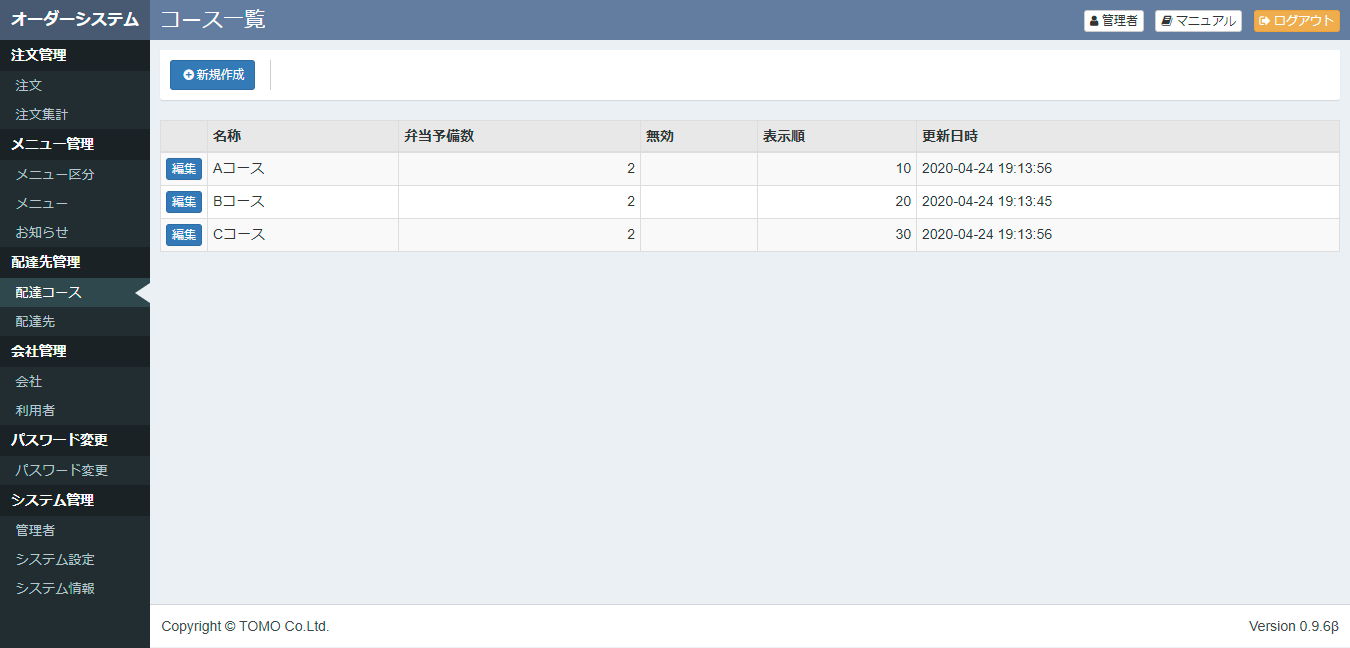 オーダーシステム
コース一覧
管理者
マニュアル
ログアウト
注文管理
注文
注文集計
メニュー管理
メニュー区分
メニュー
お知らせ
配達先管理
配達コース
配達先
会社管理
会社
利用者
パスワード変更
パスワード変更
システム管理
管理者
システム設定
システム情報
新規作成
名称 弁当予備数 無効 表示順 更新日時
編集 Aコース 2 10 2020-04-24 19:13:56
編集 Bコース 2 20 2020-04-24 19:13:45
編集 Cコース 2 30 2020-04-24 19:13:56
Copyright © TOMO Co.Ltd.
Version 0.9.6β